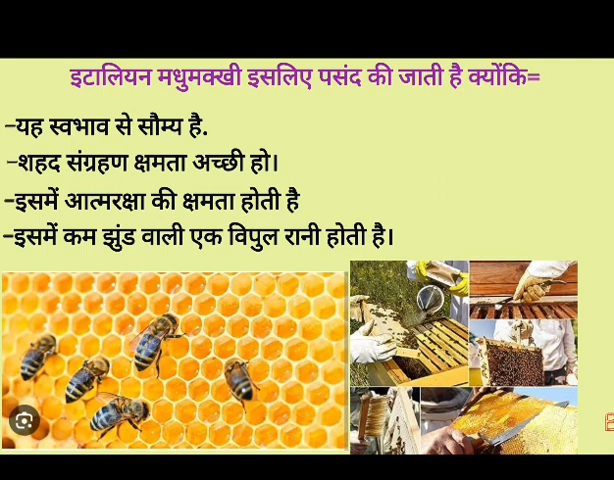 इटालियन मधुमक्खी इसलिए पसंद की जाती है क्योंकि=
-यह स्वभाव से सौम्य है.
-शहद संग्रहण क्षमता अच्छी हो।
-इसमें आत्मरक्षा की क्षमता होती है
-इसमें कम झुंड वाली एक विपुल रानी होती है।